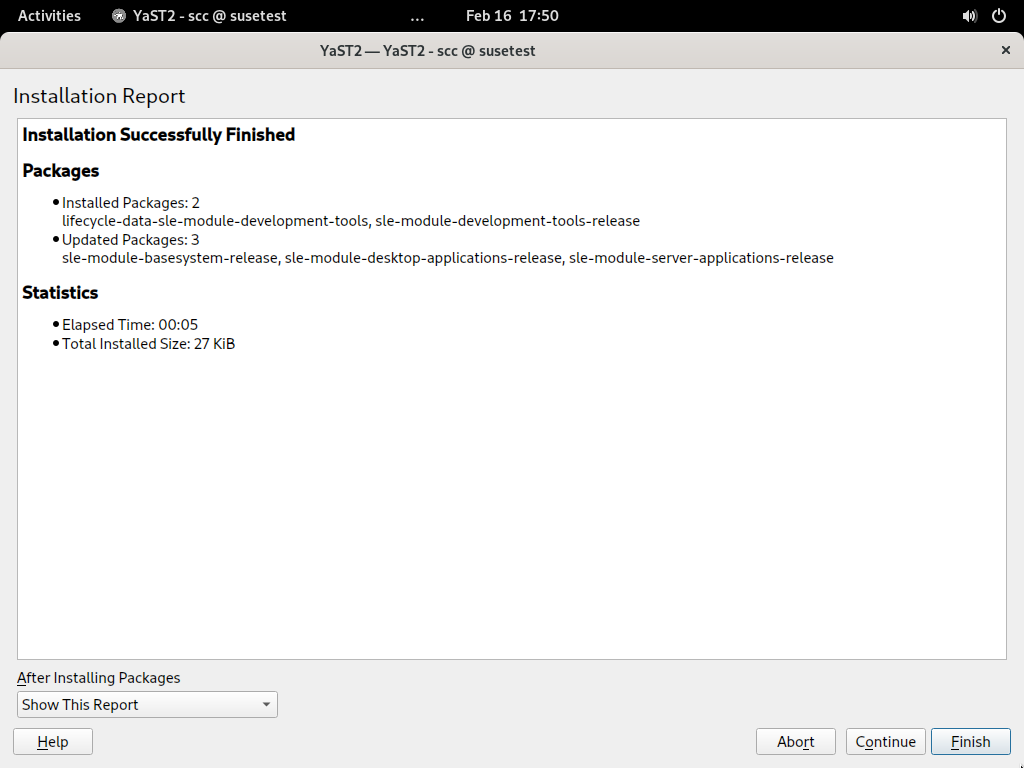 Activities YaST2 - scc @ susetest ... Feb 16 17:50
YaST2 — YaST2 - scc @ susetest ×
Installation Report
Installation Successfully Finished
Packages
• Installed Packages: 2
lifecycle-data-sle-module-development-tools, sle-module-development-tools-release
• Updated Packages: 3
sle-module-basesystem-release, sle-module-desktop-applications-release, sle-module-server-applications-release
Statistics
• Elapsed Time: 00:05
• Total Installed Size: 27 KiB
After Installing Packages
Show This Report
Help Abort Continue Finish